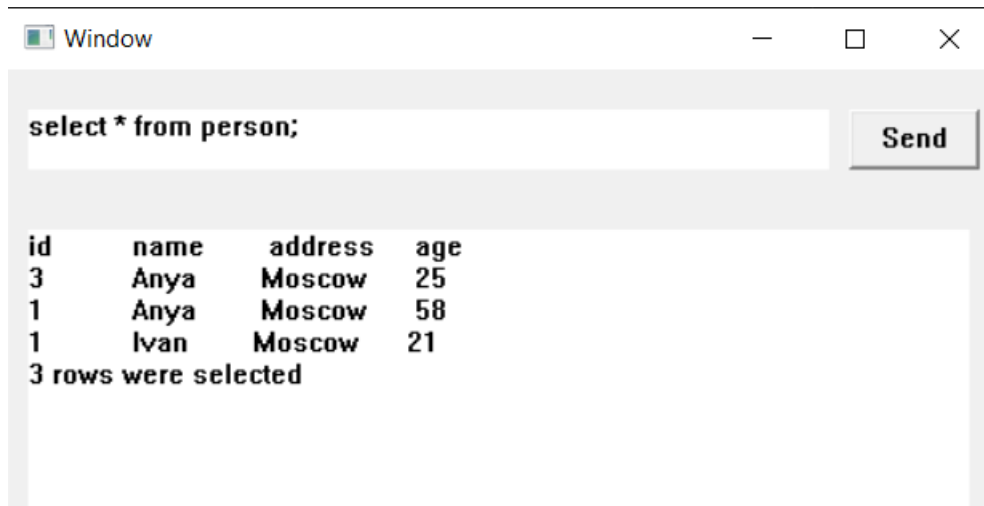 Window
select * from person;
Send
id name address age
3 Anya Moscow 25
1 Anya Moscow 58
1 Ivan Moscow 21
3 rows were selected